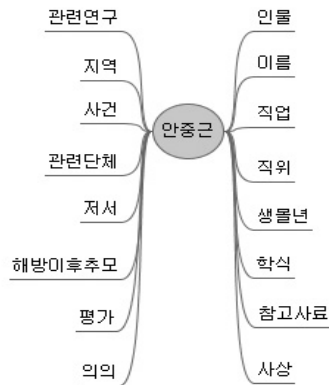 관련연구
지역
사건
관련단체
저서
해방이후추모
평가
의의
안중근
인물
이름
직업
직위
생몰년
학식
참고사료
사상